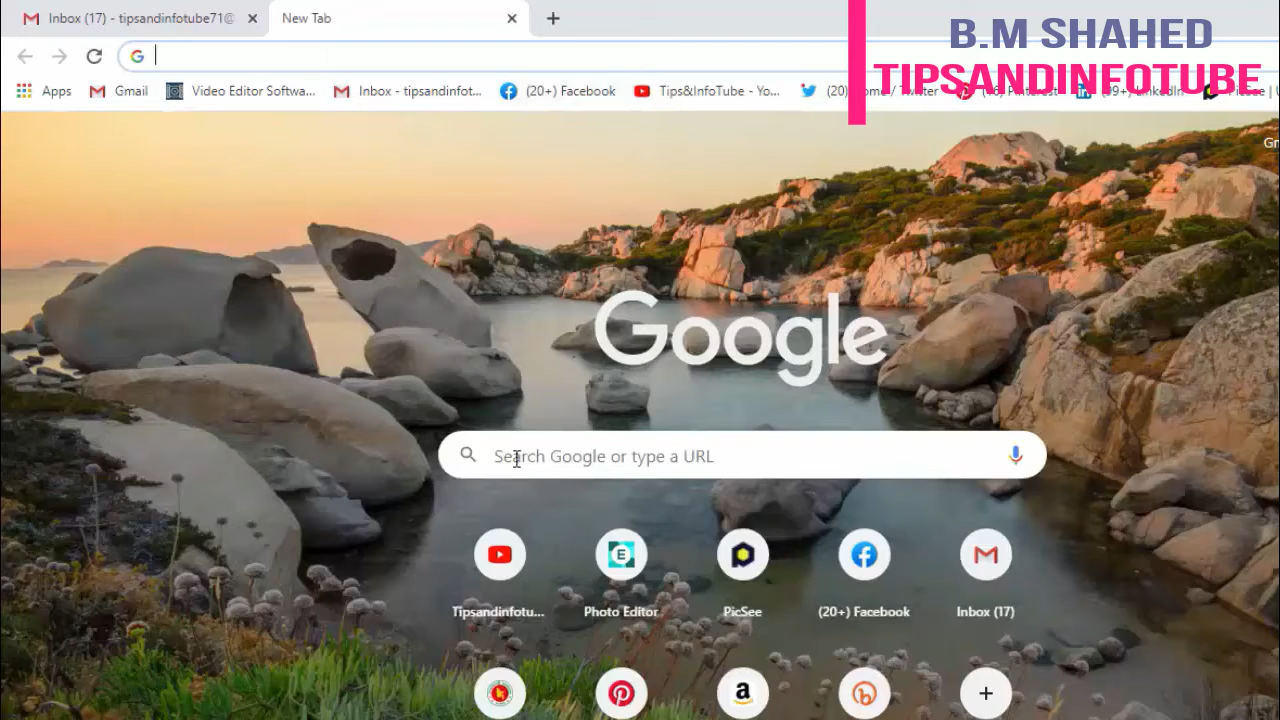 Inbox (17) - tipsandinfotube71@
New Tab
B.M SHAHED
TIPSANDINFOTUBE
Apps
Gmail
Video Editor Softwa...
Inbox - tipsandinfot...
(20+) Facebook
Tips&InfoTube - Yo...
Google
Search Google or type a URL
Tipsandinfotu...
Photo Editor
PicSee
(20+) Facebook
Inbox (17)